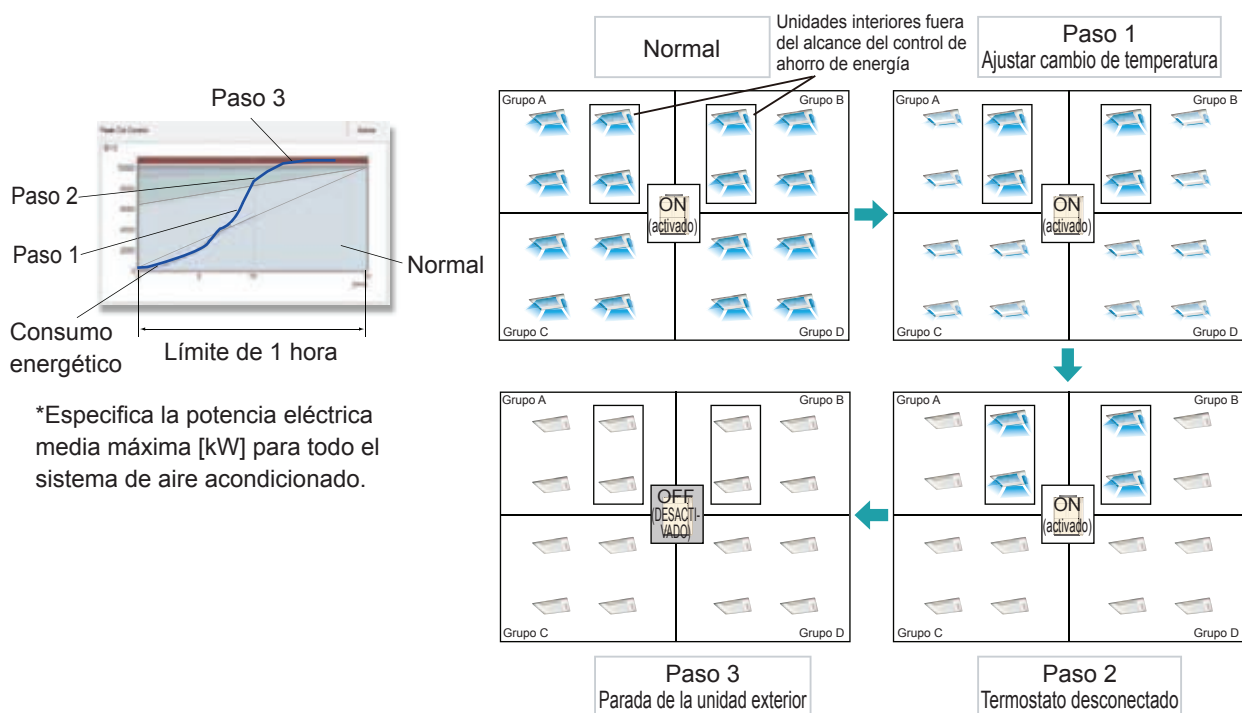 Paso 3
Paso 2
Paso 1
Normal
Consumo
energético
Límite de 1 hora
*Especifica la potencia eléctrica
media máxima [kW] para todo el
sistema de aire acondicionado.
Normal
Unidades interiores fuera
del alcance del control de
ahorro de energía
Paso 1
Ajustar cambio de temperatura
Grupo A
Grupo B
ON
(activado)
Grupo C
Grupo D
Grupo A
Grupo B
ON
(activado)
Grupo C
Grupo D
Grupo A
Grupo B
OFF
(DESACTI-
VADO)
Grupo C
Grupo D
Grupo A
Grupo B
ON
(activado)
Grupo C
Grupo D
Paso 3
Parada de la unidad exterior
Paso 2
Termostato desconectado